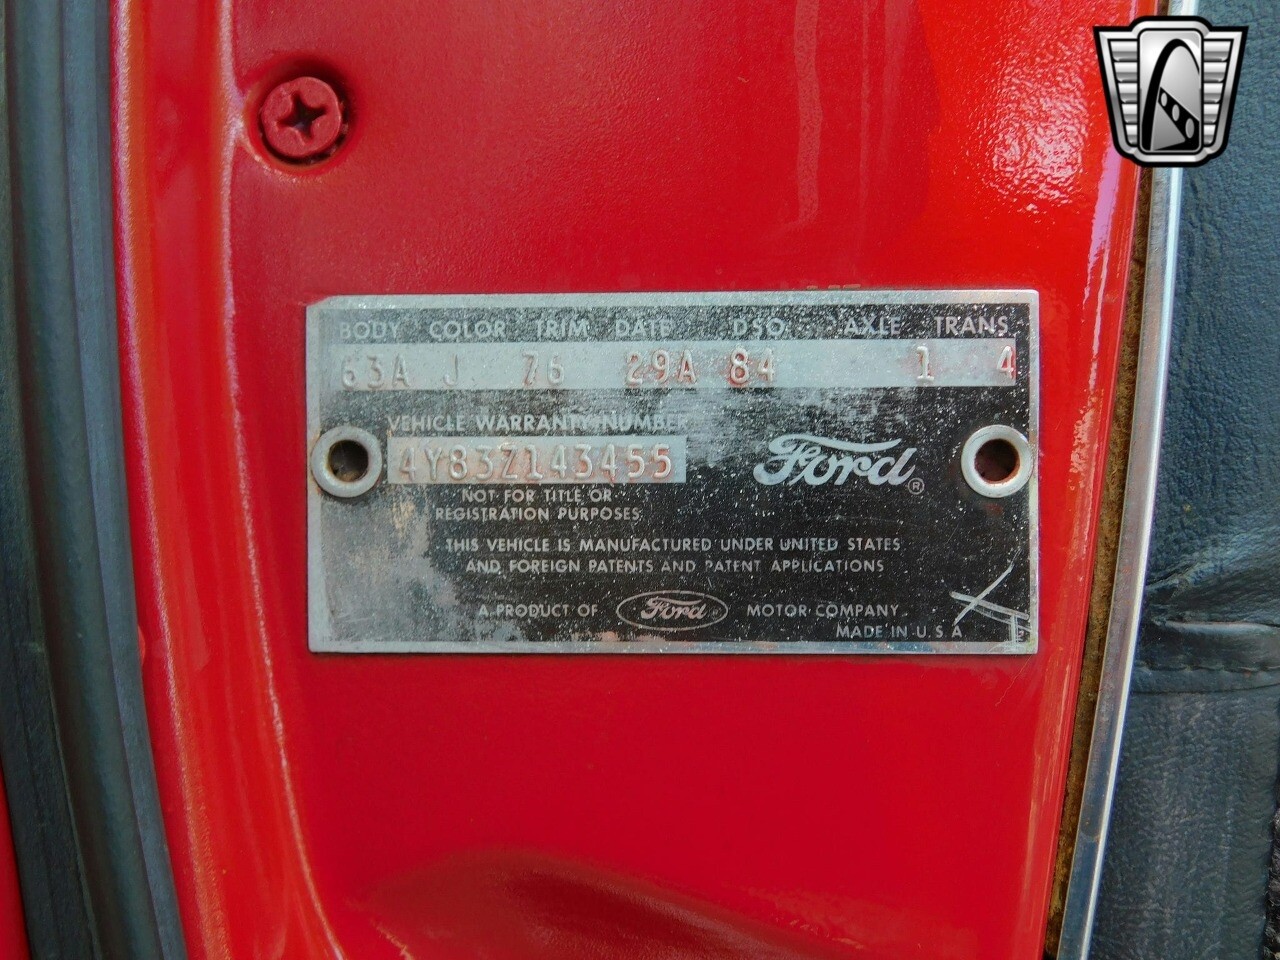 BODY COLOR TRIM DATE DSO AXLE TRANS
63A J 76 29A 84 1 4
VEHICLE WARRANTY NUMBER
4Y83Z143455
Ford ®
NOT FOR TITLE OR
REGISTRATION PURPOSES
THIS VEHICLE IS MANUFACTURED UNDER UNITED STATES
AND FOREIGN PATENTS AND PATENT APPLICATIONS
A PRODUCT OF Ford MOTOR COMPANY
MADE IN U.S.A.